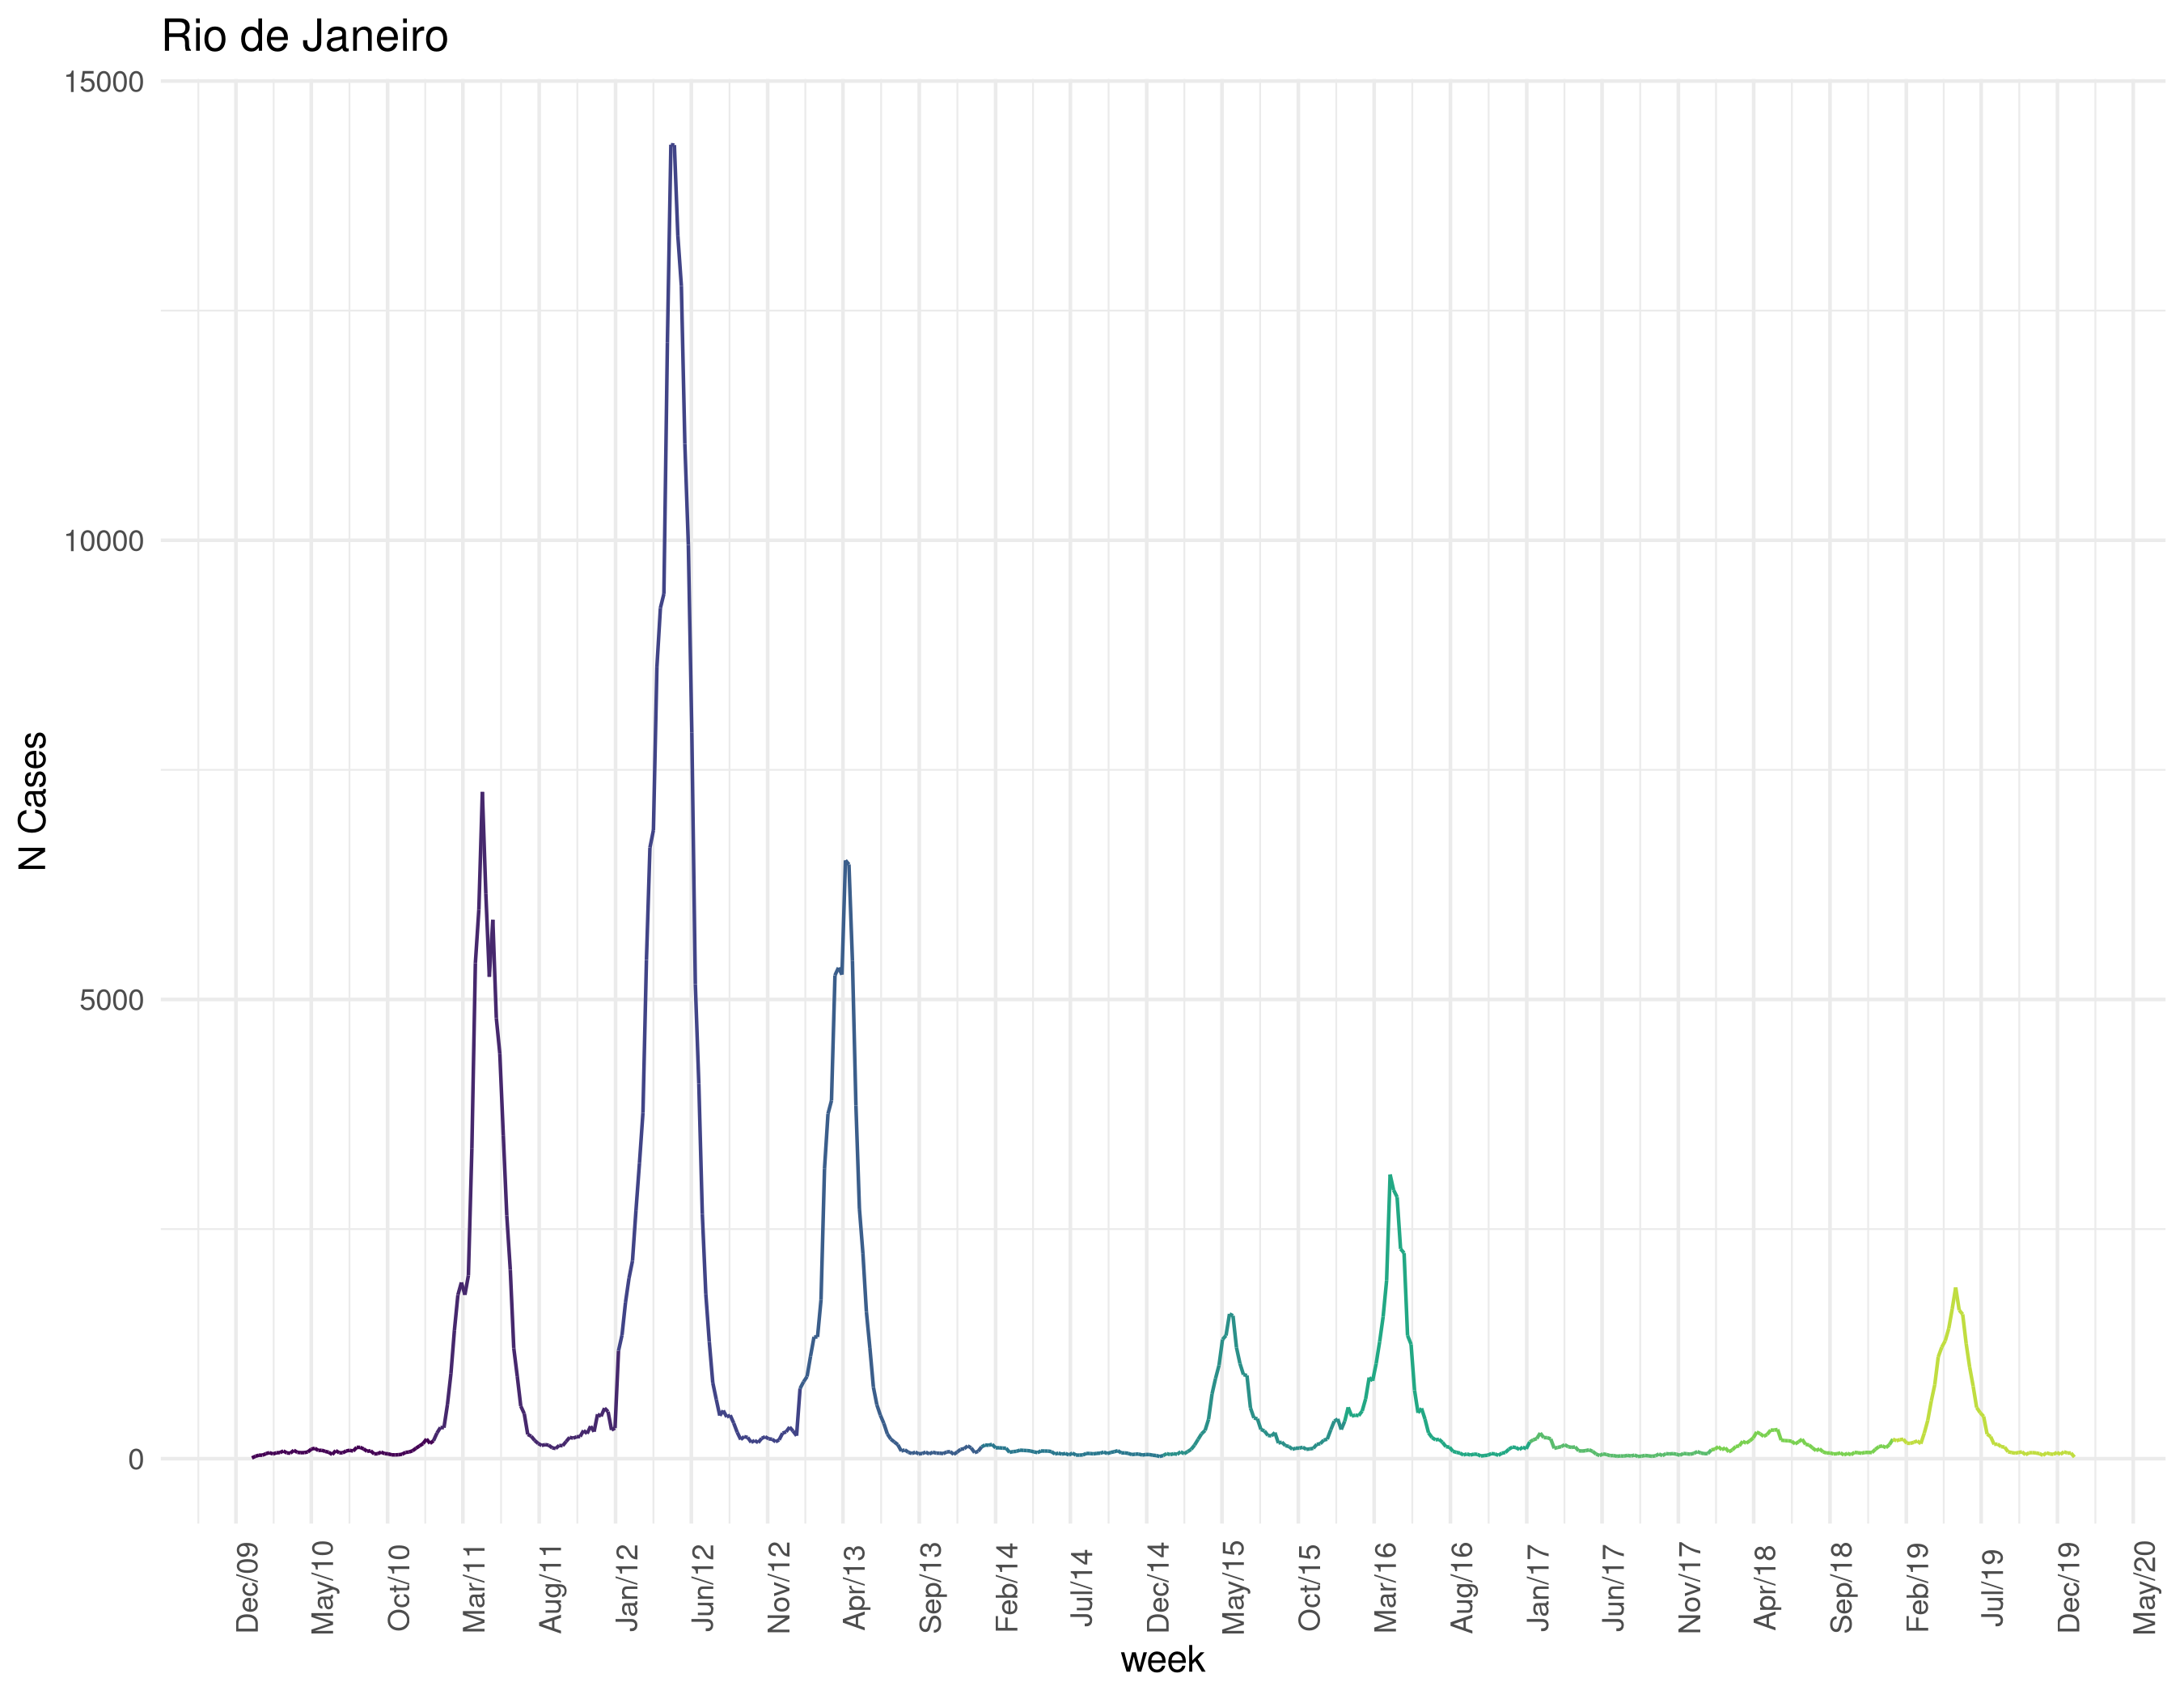 Rio de Janeiro
15000
10000
5000
0
N Cases
Dec/09
May/10
Oct/10
Mar/11
Aug/11
Jan/12
Jun/12
Nov/12
Apr/13
Sep/13
Feb/14
Jul/14
Dec/14
May/15
Oct/15
Mar/16
Aug/16
Jan/17
Jun/17
Nov/17
Apr/18
Sep/18
Feb/19
Jul/19
Dec/19
May/20
week